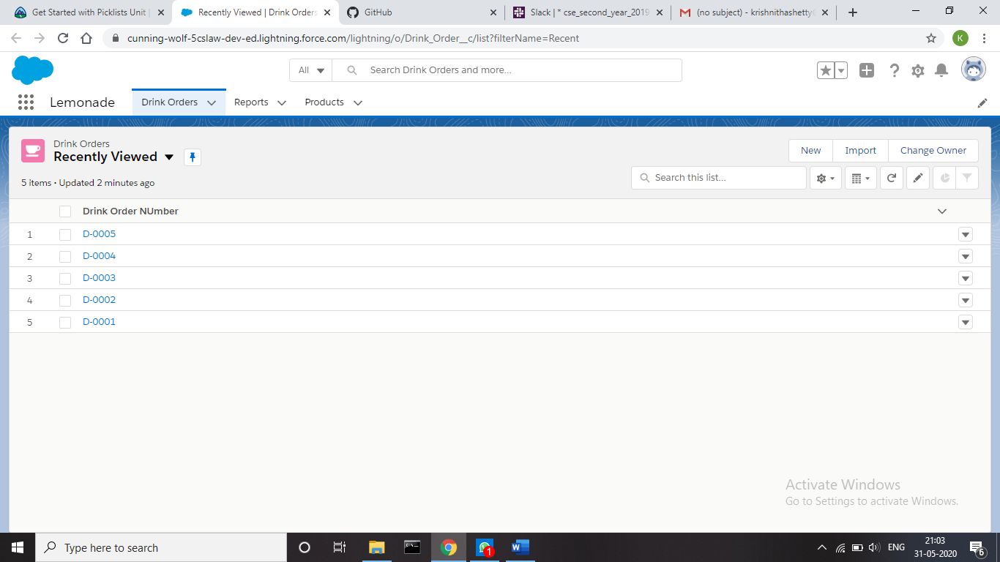 Get Started with Picklists Unit |
Recently Viewed | Drink Orders
GitHub
Slack | * cse_second_year_2019
(no subject) - krishnithashetty
cunning-wolf-5cslaw-dev-ed.lightning.force.com/lightning/o/Drink_Order__c/list?filterName=Recent
K
All
Search Drink Orders and more...
Lemonade
Drink Orders
Reports
Products
Drink Orders
Recently Viewed
New
Import
Change Owner
5 items • Updated 2 minutes ago
Search this list...
Drink Order NUmber
1
D-0005
2
D-0004
3
D-0003
4
D-0002
5
D-0001
Activate Windows
Go to Settings to activate Windows.
Type here to search
1
W
ENG
21:03
31-05-2020
6